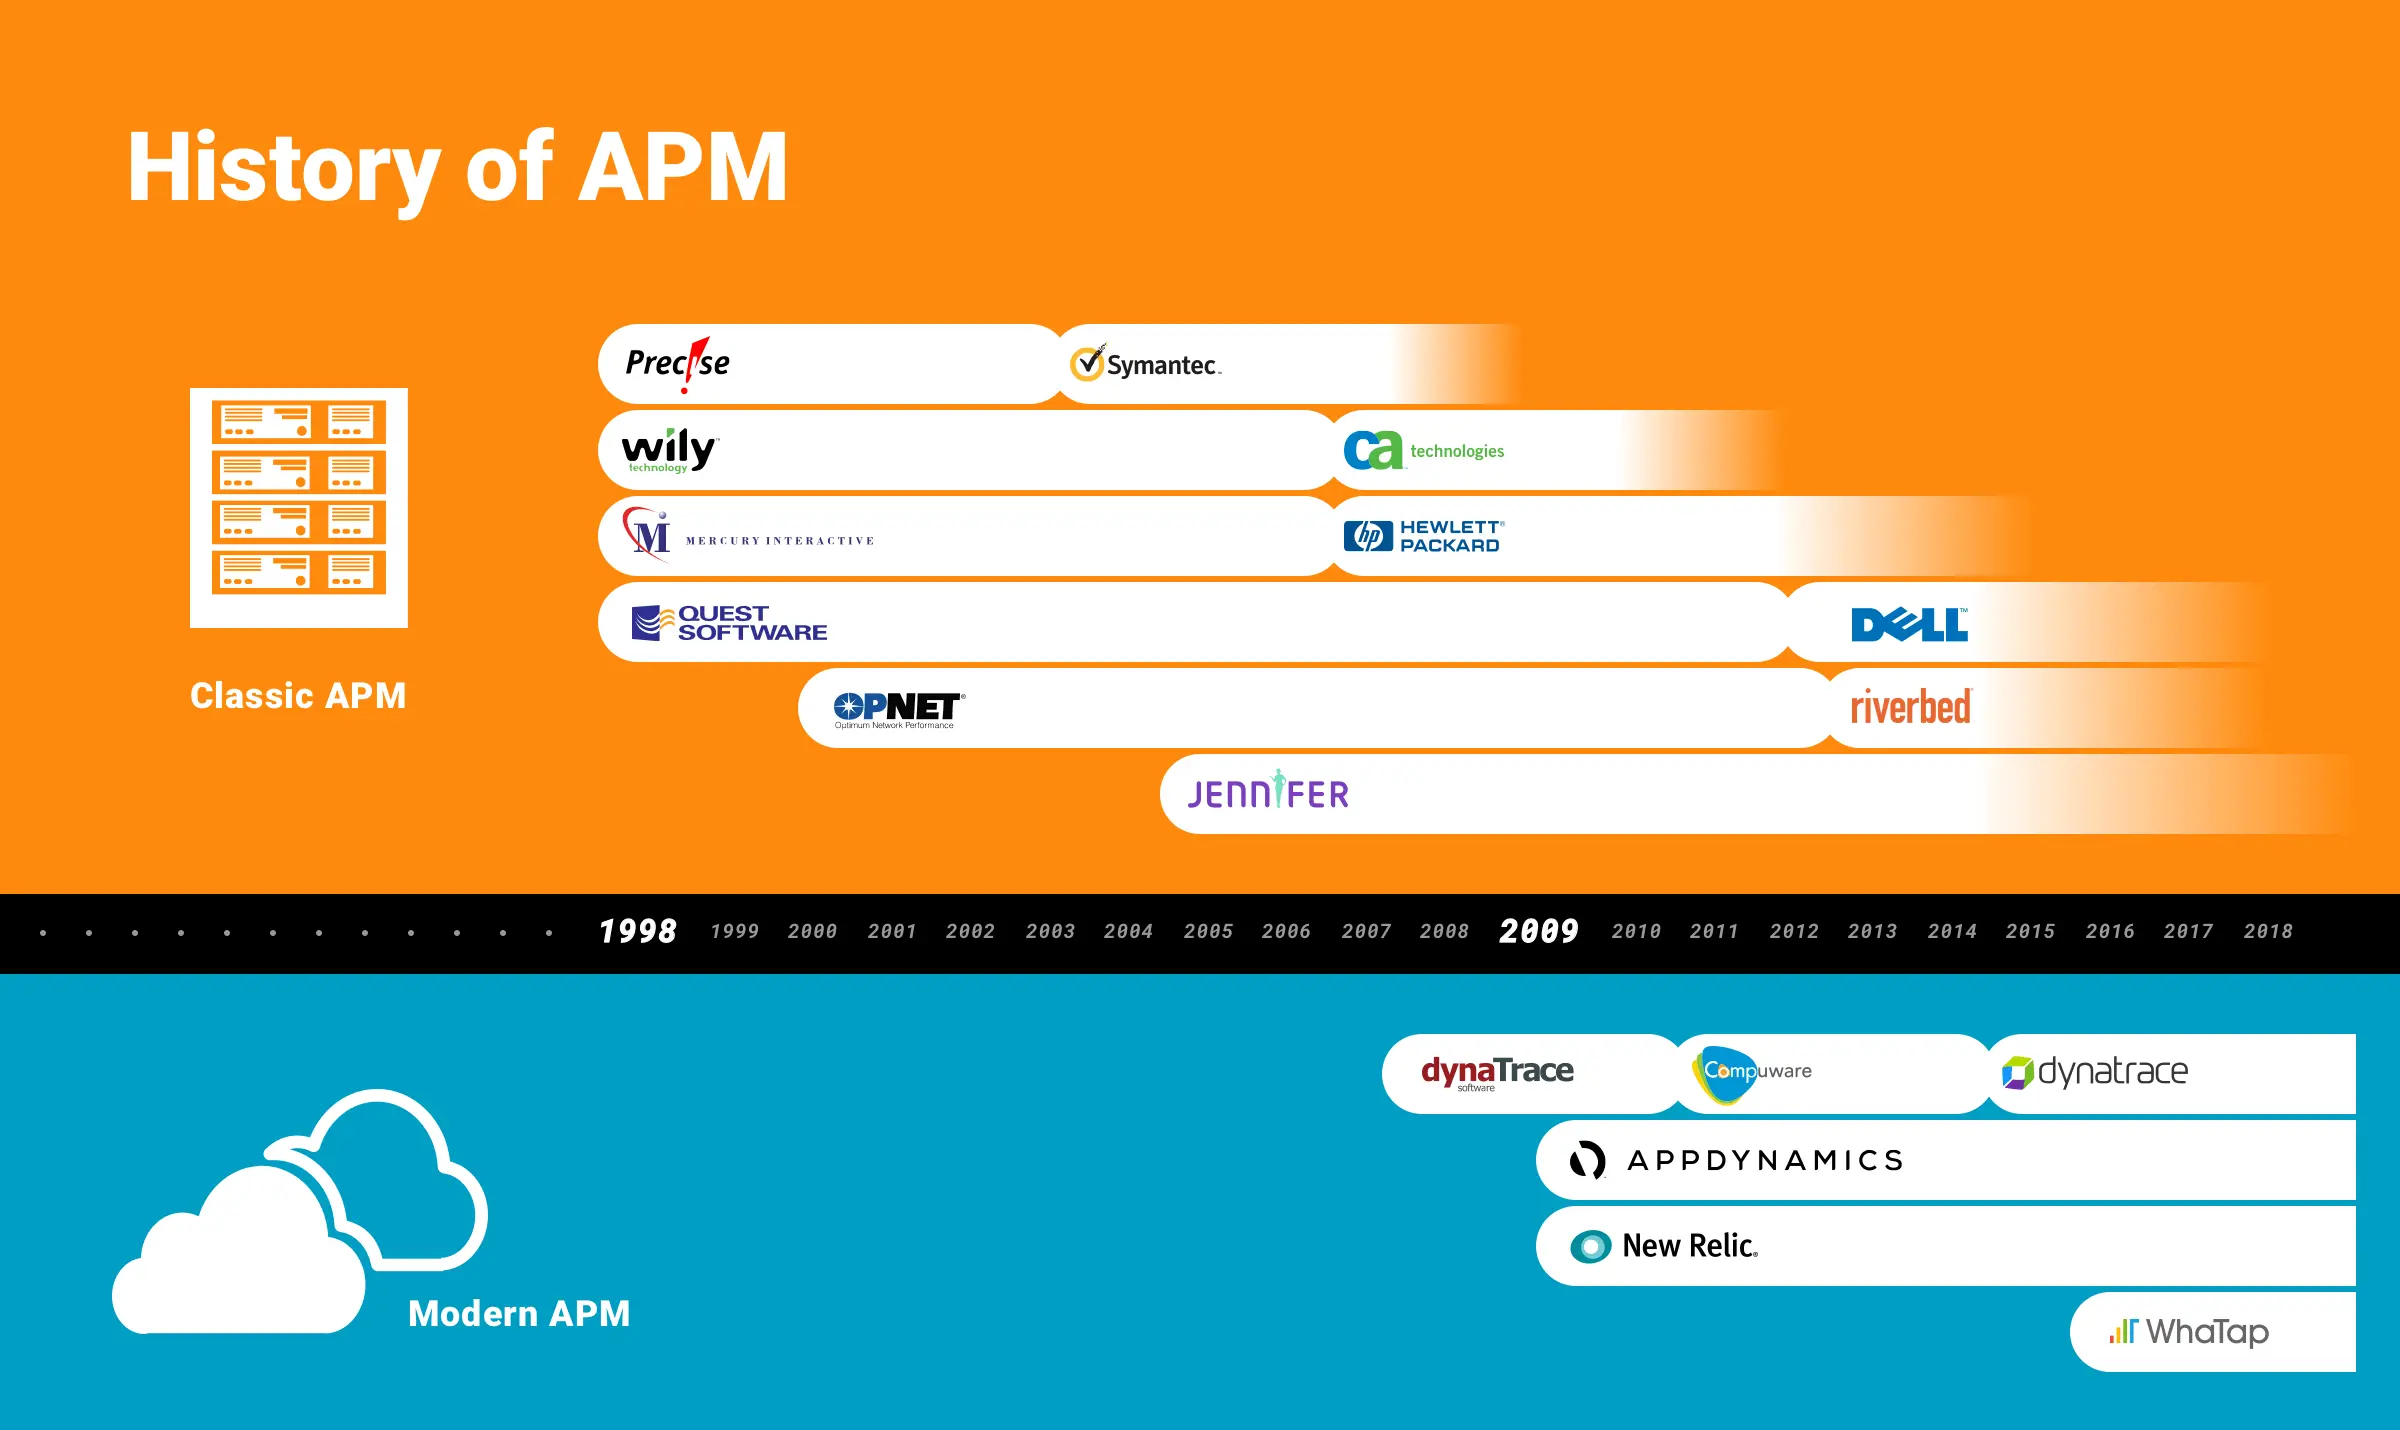 History of APM
Precise
Symantec
wily
technology
ca technologies
MERCURY INTERACTIVE
hp HEWLETT
PACKARD
QUEST
SOFTWARE
DELL
OPNET
Optimum Network Performance
riverbed
JENNIFER
Classic APM
1998 1999 2000 2001 2002 2003 2004 2005 2006 2007 2008 2009 2010 2011 2012 2013 2014 2015 2016 2017 2018
dynaTrace
software
Compuware
dynatrace
APPDYNAMICS
New Relic
WhaTap
Modern APM